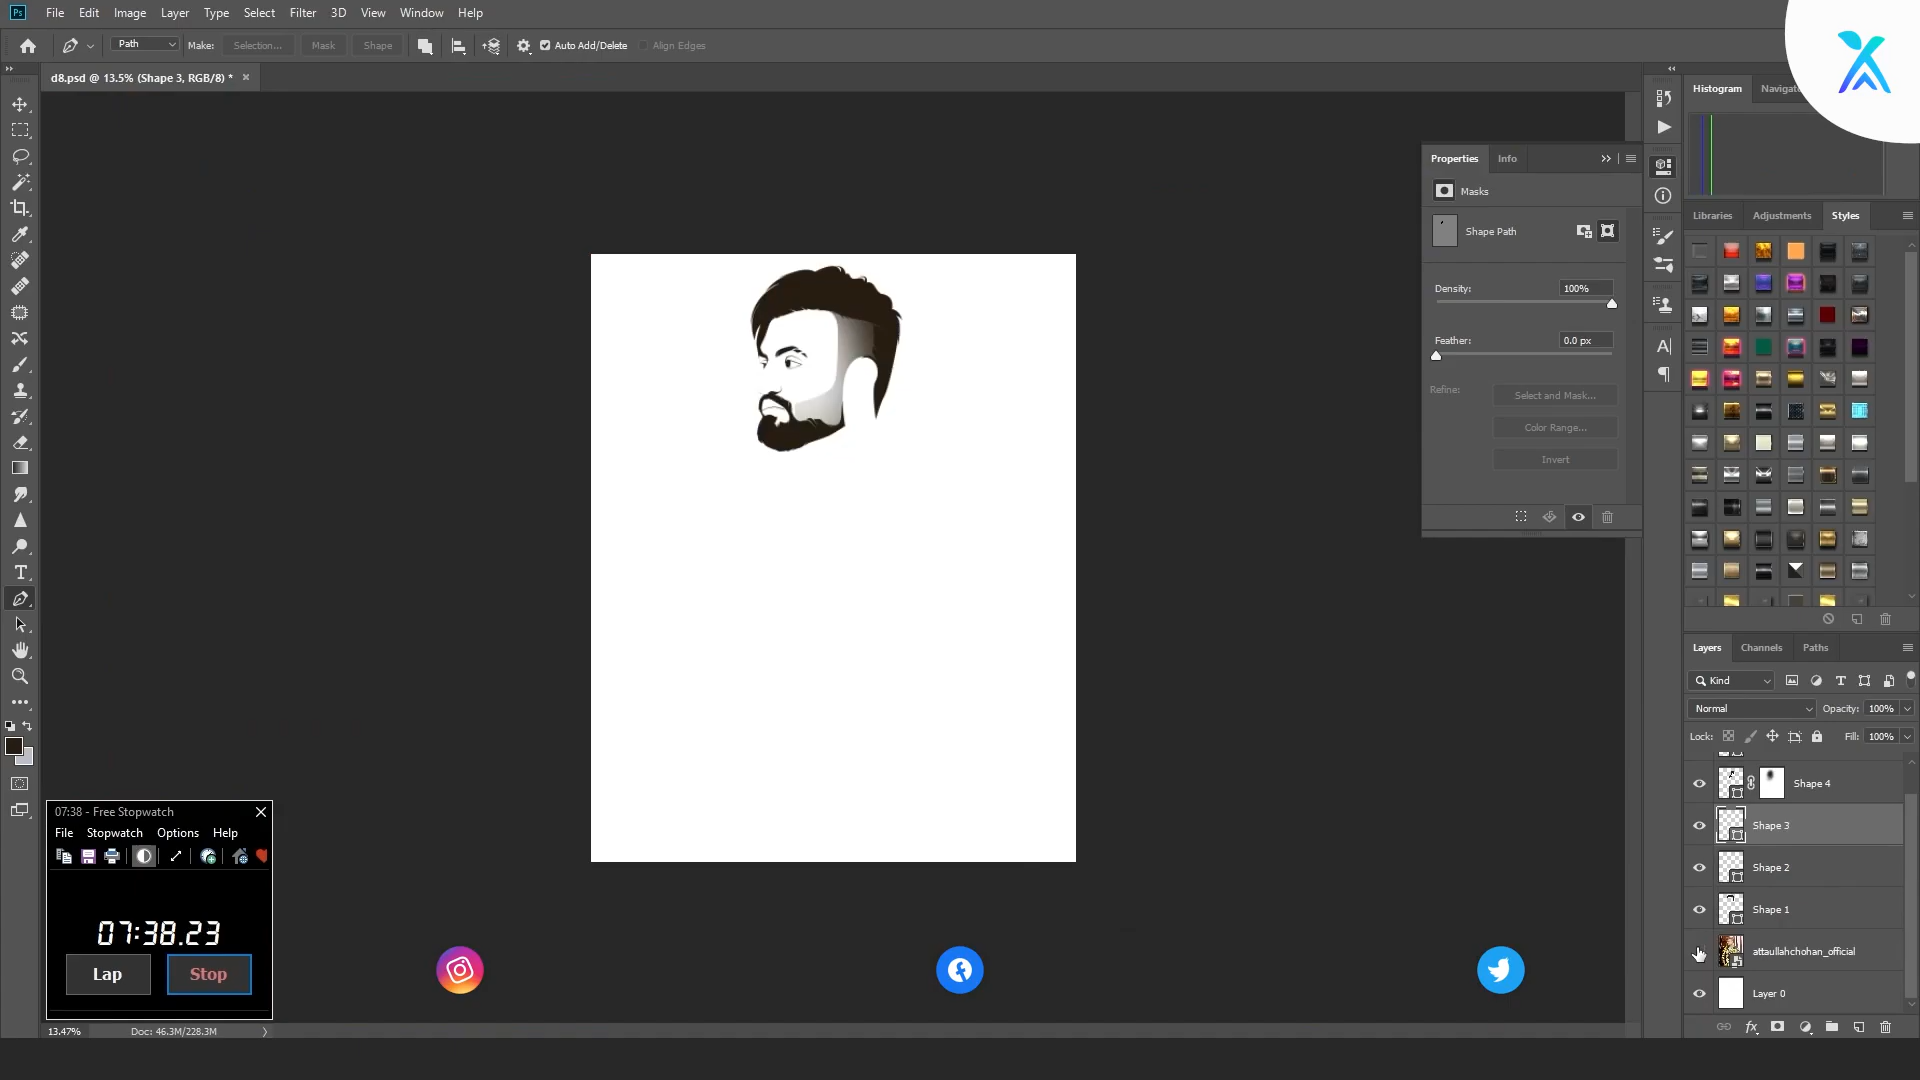 File Edit Image Layer Type Select Filter 3D View Window Help
Path Make: Selection... Mask Shape Auto Add/Delete Align Edges
d8.psd @ 13.5% (Shape 3, RGB/8) *
Histogram
Properties Info
Masks
Shape Path
Density: 100%
Feather: 0.0 px
Refine: Select and Mask...
Color Range...
Invert
Libraries Adjustments Styles
Layers Channels Paths
Kind
Normal Opacity: 100%
Lock: Fill: 100%
Shape 4
Shape 3
Shape 2
Shape 1
attaullahchohan_official
Layer 0
07:38 - Free Stopwatch
File Stopwatch Options Help
07:38.23
Lap Stop
13.47% Doc: 46.3M/228.3M